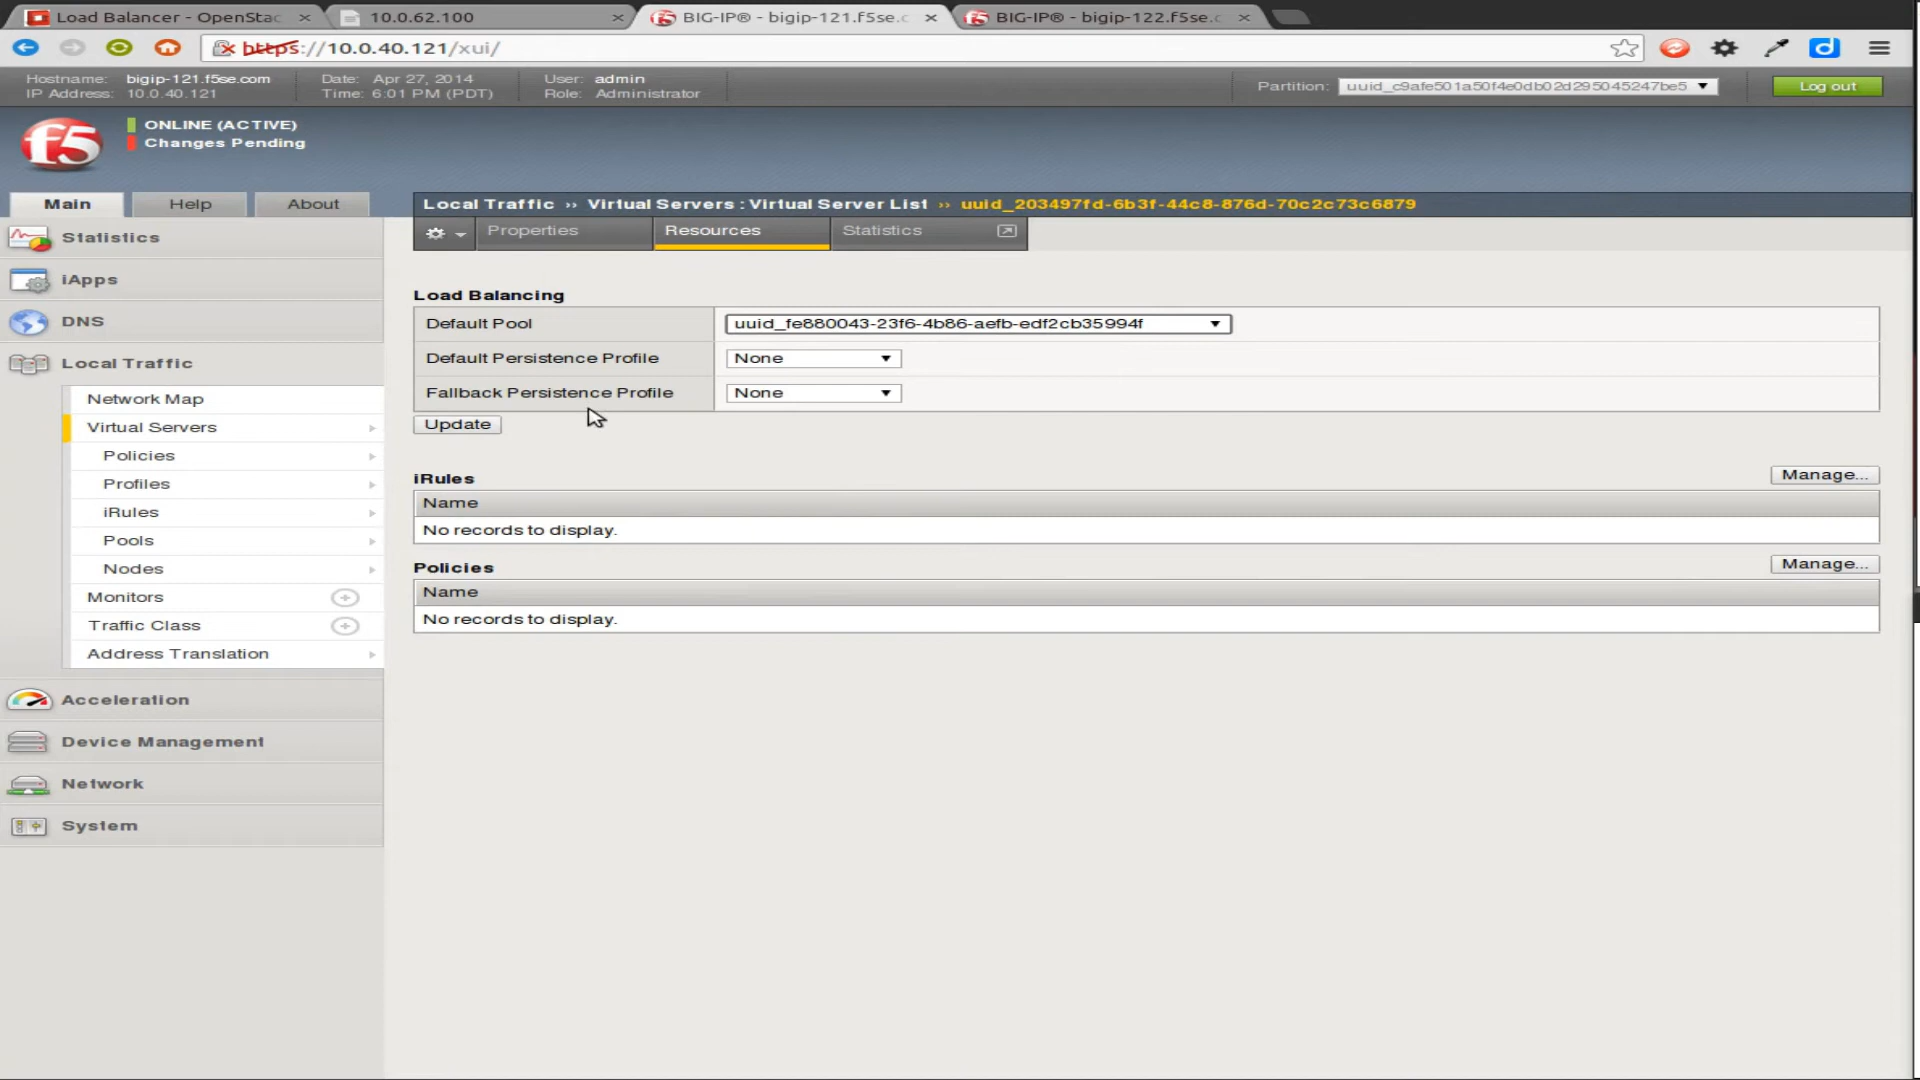 Load Balancer - OpenStac
10.0.62.100
BIG-IP® - bigip-121.f5se.c
BIG-IP® - bigip-122.f5se.c
https://10.0.40.121/xui/
Hostname: bigip-121.f5se.com
IP Address: 10.0.40.121
Date: Apr 27, 2014
Time: 6:01 PM (PDT)
User: admin
Role: Administrator
Partition: uuid_c9afe501a50f4e0db02d295045247be5
Log out
f5
ONLINE (ACTIVE)
Changes Pending
Main
Help
About
Local Traffic ›› Virtual Servers : Virtual Server List ›› uuid_203497fd-6b3f-44c8-876d-70c2c73c6879
Properties
Resources
Statistics
Statistics
iApps
DNS
Local Traffic
Network Map
Virtual Servers
Policies
Profiles
iRules
Pools
Nodes
Monitors
Traffic Class
Address Translation
Acceleration
Device Management
Network
System
Load Balancing
Default Pool uuid_fe880043-23f6-4b86-aefb-edf2cb35994f
Default Persistence Profile None
Fallback Persistence Profile None
Update
iRules
Manage...
Name
No records to display.
Policies
Manage...
Name
No records to display.